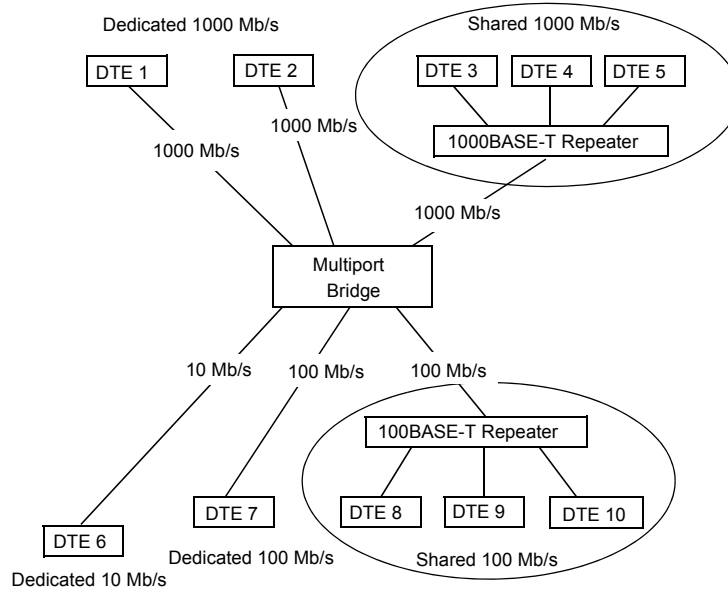 Dedicated 1000 Mb/s
Shared 1000 Mb/s
DTE 1
DTE 2
DTE 3
DTE 4
DTE 5
1000 Mb/s
1000 Mb/s
1000BASE-T Repeater
1000 Mb/s
Multiport
Bridge
10 Mb/s
100 Mb/s
100 Mb/s
100BASE-T Repeater
DTE 6
DTE 7
DTE 8
DTE 9
DTE 10
Dedicated 10 Mb/s
Dedicated 100 Mb/s
Shared 100 Mb/s